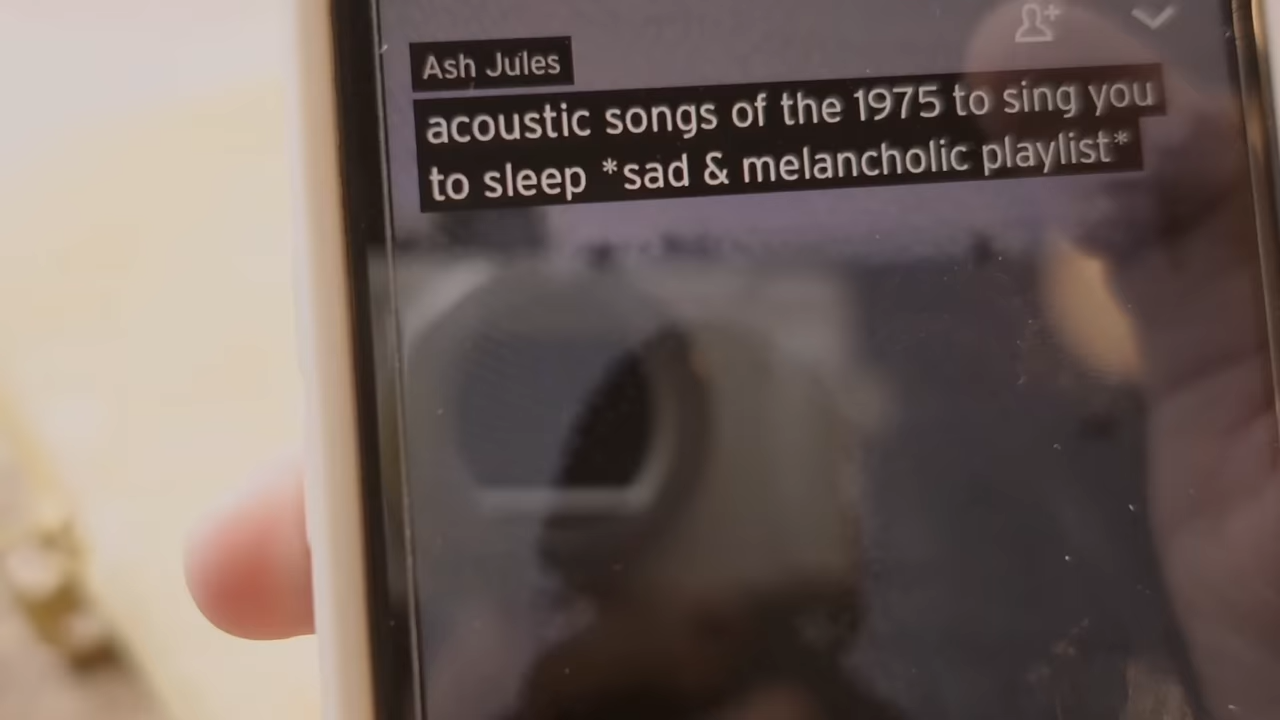 Ash Jules
acoustic songs of the 1975 to sing you
to sleep *sad & melancholic playlist*